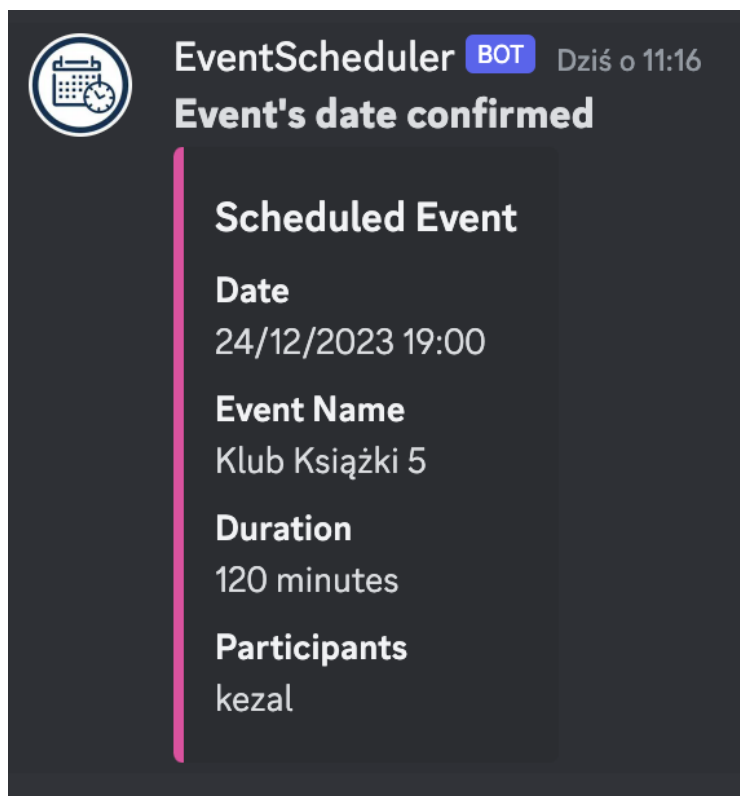 EventScheduler BOT Dziś o 11:16
Event's date confirmed
Scheduled Event
Date
24/12/2023 19:00
Event Name
Klub Książki 5
Duration
120 minutes
Participants
kezal